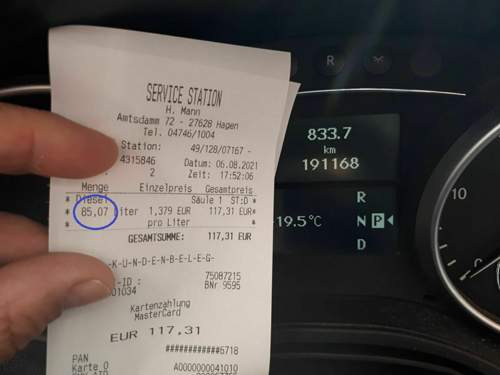 SERVICE STATION
H. Mann
Amtsdamm 72 - 27628 Hagen
Tel. 04746/1004
Station: 49/128/07167 -
4315846 Datum: 06.08.2021
2 Zeit: 17:52:06
Menge Einzelpreis Gesamtpreis
* Diesel Säule 1 ST:D *
* 85,07 Liter 1,379 EUR 117,31 EUR*
* pro Liter *
GESAMTSUMME: 117,31 EUR
-K-U-N-D-E-N-B-E-L-E-G-
-ID : 75087215
01034 BNr 9595
Kartenzahlung
MasterCard
EUR 117,31
############6718
PAN
Karte 0 A0000000041010
R
833.7
km
191168
R
19.5°C N P
D